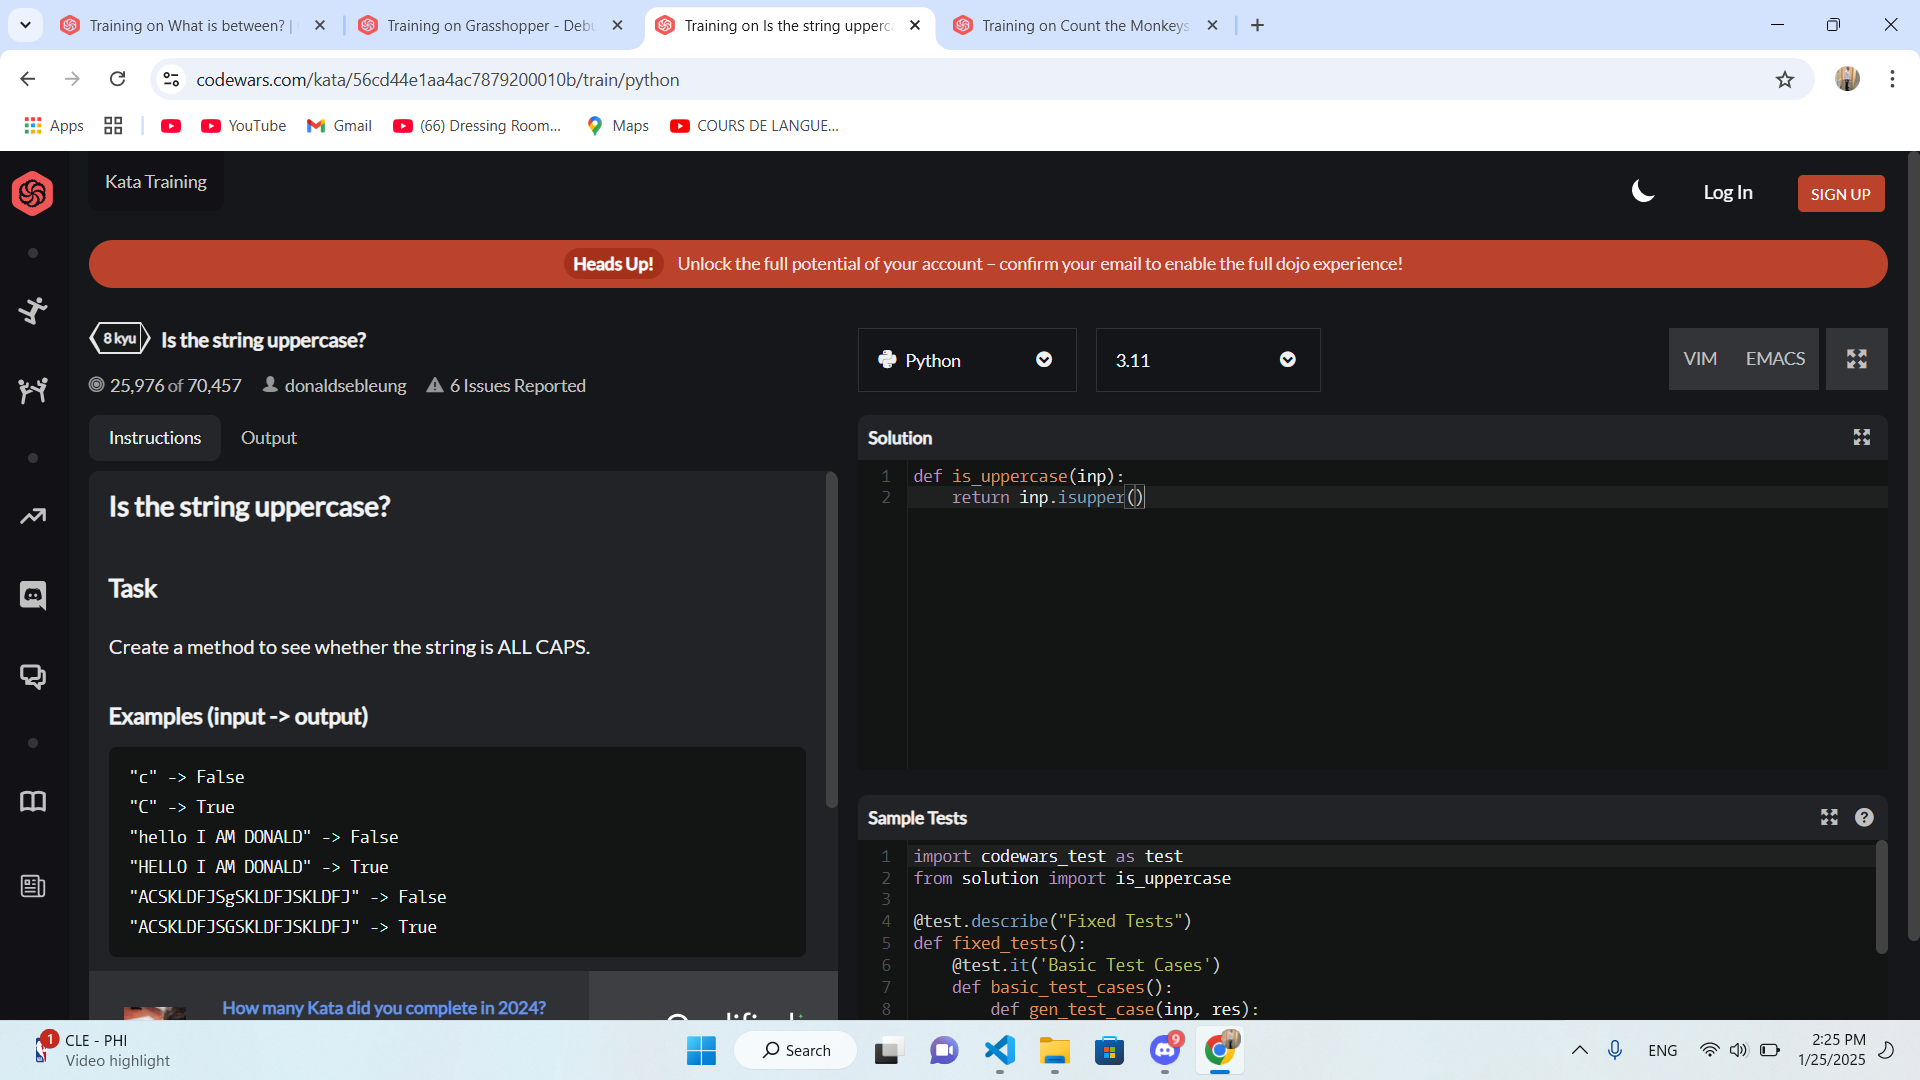 Training on What is between? |
Training on Grasshopper - Debu
Training on Is the string upperca
Training on Count the Monkeys
codewars.com/kata/56cd44e1aa4ac7879200010b/train/python
Apps
YouTube
Gmail
(66) Dressing Room...
Maps
COURS DE LANGUE...
Kata Training
Log In
SIGN UP
Heads Up! Unlock the full potential of your account – confirm your email to enable the full dojo experience!
8 kyu Is the string uppercase?
25,976 of 70,457 donaldsebleung 6 Issues Reported
Python
3.11
VIM EMACS
Instructions Output
Is the string uppercase?
Task
Create a method to see whether the string is ALL CAPS.
Examples (input -> output)
"c" -> False
"C" -> True
"hello I AM DONALD" -> False
"HELLO I AM DONALD" -> True
"ACSKLDFJSgSKLDFJSKLDFJ" -> False
"ACSKLDFJSGSKLDFJSKLDFJ" -> True
How many Kata did you complete in 2024?
Solution
1 def is_uppercase(inp):
2 return inp.isupper()
Sample Tests
?
1 import codewars_test as test
2 from solution import is_uppercase
3
4 @test.describe("Fixed Tests")
5 def fixed_tests():
6 @test.it('Basic Test Cases')
7 def basic_test_cases():
8 def gen_test_case(inp, res):
1
CLE - PHI
Video highlight
Search
9
ENG
2:25 PM
1/25/2025